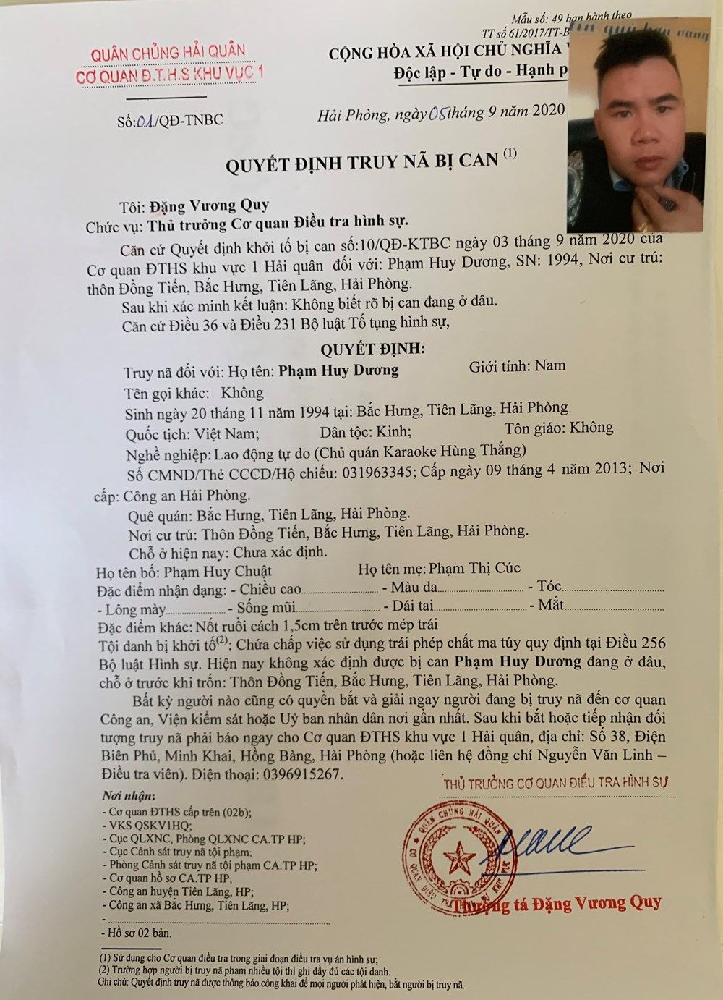 Mẫu số: 49 ban hành theo
TT số 61/2017/TT-B
QUÂN CHỦNG HẢI QUÂN
CƠ QUAN Đ.T.H.S KHU VỰC 1
CỘNG HÒA XÃ HỘI CHỦ NGHĨA
Độc lập - Tự do - Hạnh p
Số:01/QĐ-TNBC
Hải Phòng, ngày 05 tháng 9 năm 2020
QUYẾT ĐỊNH TRUY NÃ BỊ CAN (1)
Tôi: Đặng Vương Quy
Chức vụ: Thủ trưởng Cơ quan Điều tra hình sự.
Căn cứ Quyết định khởi tố bị can số:10/QĐ-KTBC ngày 03 tháng 9 năm 2020 của
Cơ quan ĐTHS khu vực 1 Hải quân đối với: Phạm Huy Dương, SN: 1994, Nơi cư trú:
thôn Đồng Tiến, Bắc Hưng, Tiên Lãng, Hải Phòng.
Sau khi xác minh kết luận: Không biết rõ bị can đang ở đâu.
Căn cứ Điều 36 và Điều 231 Bộ luật Tố tụng hình sự,
QUYẾT ĐỊNH:
Truy nã đối với: Họ tên: Phạm Huy Dương Giới tính: Nam
Tên gọi khác: Không
Sinh ngày 20 tháng 11 năm 1994 tại: Bắc Hưng, Tiên Lãng, Hải Phòng
Quốc tịch: Việt Nam; Dân tộc: Kinh; Tôn giáo: Không
Nghề nghiệp: Lao động tự do (Chủ quán Karaoke Hùng Thắng)
Số CMND/Thẻ CCCD/Hộ chiếu: 031963345; Cấp ngày 09 tháng 4 năm 2013; Nơi
cấp: Công an Hải Phòng.
Quê quán: Bắc Hưng, Tiên Lãng, Hải Phòng.
Nơi cư trú: Thôn Đồng Tiến, Bắc Hưng, Tiên Lãng, Hải Phòng.
Chỗ ở hiện nay: Chưa xác định.
Họ tên bố: Phạm Huy Chuật Họ tên mẹ: Phạm Thị Cúc
Đặc điểm nhận dạng: - Chiều cao - Màu da - Tóc
- Lông mày - Sống mũi - Dái tai - Mắt
Đặc điểm khác: Nốt ruồi cách 1,5cm trên trước mép trái
Tội danh bị khởi tố(2): Chứa chấp việc sử dụng trái phép chất ma túy quy định tại Điều 256
Bộ luật Hình sự. Hiện nay không xác định được bị can Phạm Huy Dương đang ở đâu,
chỗ ở trước khi trốn: Thôn Đồng Tiến, Bắc Hưng, Tiên Lãng, Hải Phòng.
Bất kỳ người nào cũng có quyền bắt và giải ngay người đang bị truy nã đến cơ quan
Công an, Viện kiểm sát hoặc Uỷ ban nhân dân nơi gần nhất. Sau khi bắt hoặc tiếp nhận đối
tượng truy nã phải báo ngay cho Cơ quan ĐTHS khu vực 1 Hải quân, địa chỉ: Số 38, Điện
Biên Phủ, Minh Khai, Hồng Bàng, Hải Phòng (hoặc liên hệ đồng chí Nguyễn Văn Linh –
Điều tra viên). Điện thoại: 0396915267.
THỦ TRƯỞNG CƠ QUAN ĐIỀU TRA HÌNH SỰ
Nơi nhận:
- Cơ quan ĐTHS cấp trên (02b);
- VKS QSKV1HQ;
- Cục QLXNC, Phòng QLXNC CA.TP HP;
- Cục Cảnh sát truy nã tội phạm;
- Phòng Cảnh sát truy nã tội phạm CA.TP HP;
- Cơ quan hồ sơ CA.TP HP;
- Công an huyện Tiên Lãng, HP;
- Công an xã Bắc Hưng, Tiên Lãng, HP;
-
- Hồ sơ 02 bản.
QUÂN CHỦNG HẢI QUÂN
Thượng tá Đặng Vương Quy
(1) Sử dụng cho Cơ quan điều tra trong giai đoạn điều tra vụ án hình sự;
(2) Trường hợp người bị truy nã phạm nhiều tội thì ghi đầy đủ các tội danh.
Ghi chú: Quyết định truy nã được thông báo công khai để mọi người phát hiện, bắt người bị truy nã.